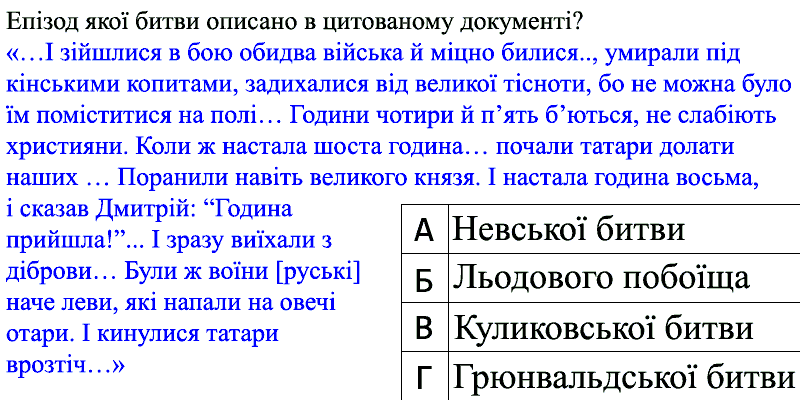 Епізод якої битви описано в цитованому документі?
«…І зійшлися в бою обидва війська й міцно билися.., умирали під
кінськими копитами, задихалися від великої тісноти, бо не можна було
їм поміститися на полі… Години чотири й п’ять б’ються, не слабіють
християни. Коли ж настала шоста година… почали татари долати
наших … Поранили навіть великого князя. І настала година восьма,
і сказав Дмитрій: “Година
прийшла!”... І зразу виїхали з
діброви… Були ж воїни [руські]
наче леви, які напали на овечі
отари. І кинулися татари
врозтіч…»
А Невської битви
Б Льодового побоїща
В Куликовської битви
Г Грюнвальдської битви